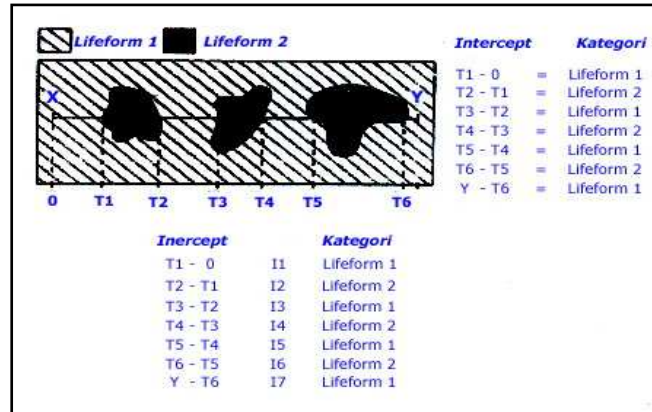 Lifeform 1 Lifeform 2
X Y
0 T1 T2 T3 T4 T5 T6
Intercept Kategori
T1 - 0 = Lifeform 1
T2 - T1 = Lifeform 2
T3 - T2 = Lifeform 1
T4 - T3 = Lifeform 2
T5 - T4 = Lifeform 1
T6 - T5 = Lifeform 2
Y - T6 = Lifeform 1
Inercept Kategori
T1 - 0 I1 Lifeform 1
T2 - T1 I2 Lifeform 2
T3 - T2 I3 Lifeform 1
T4 - T3 I4 Lifeform 2
T5 - T4 I5 Lifeform 1
T6 - T5 I6 Lifeform 2
Y - T6 I7 Lifeform 1